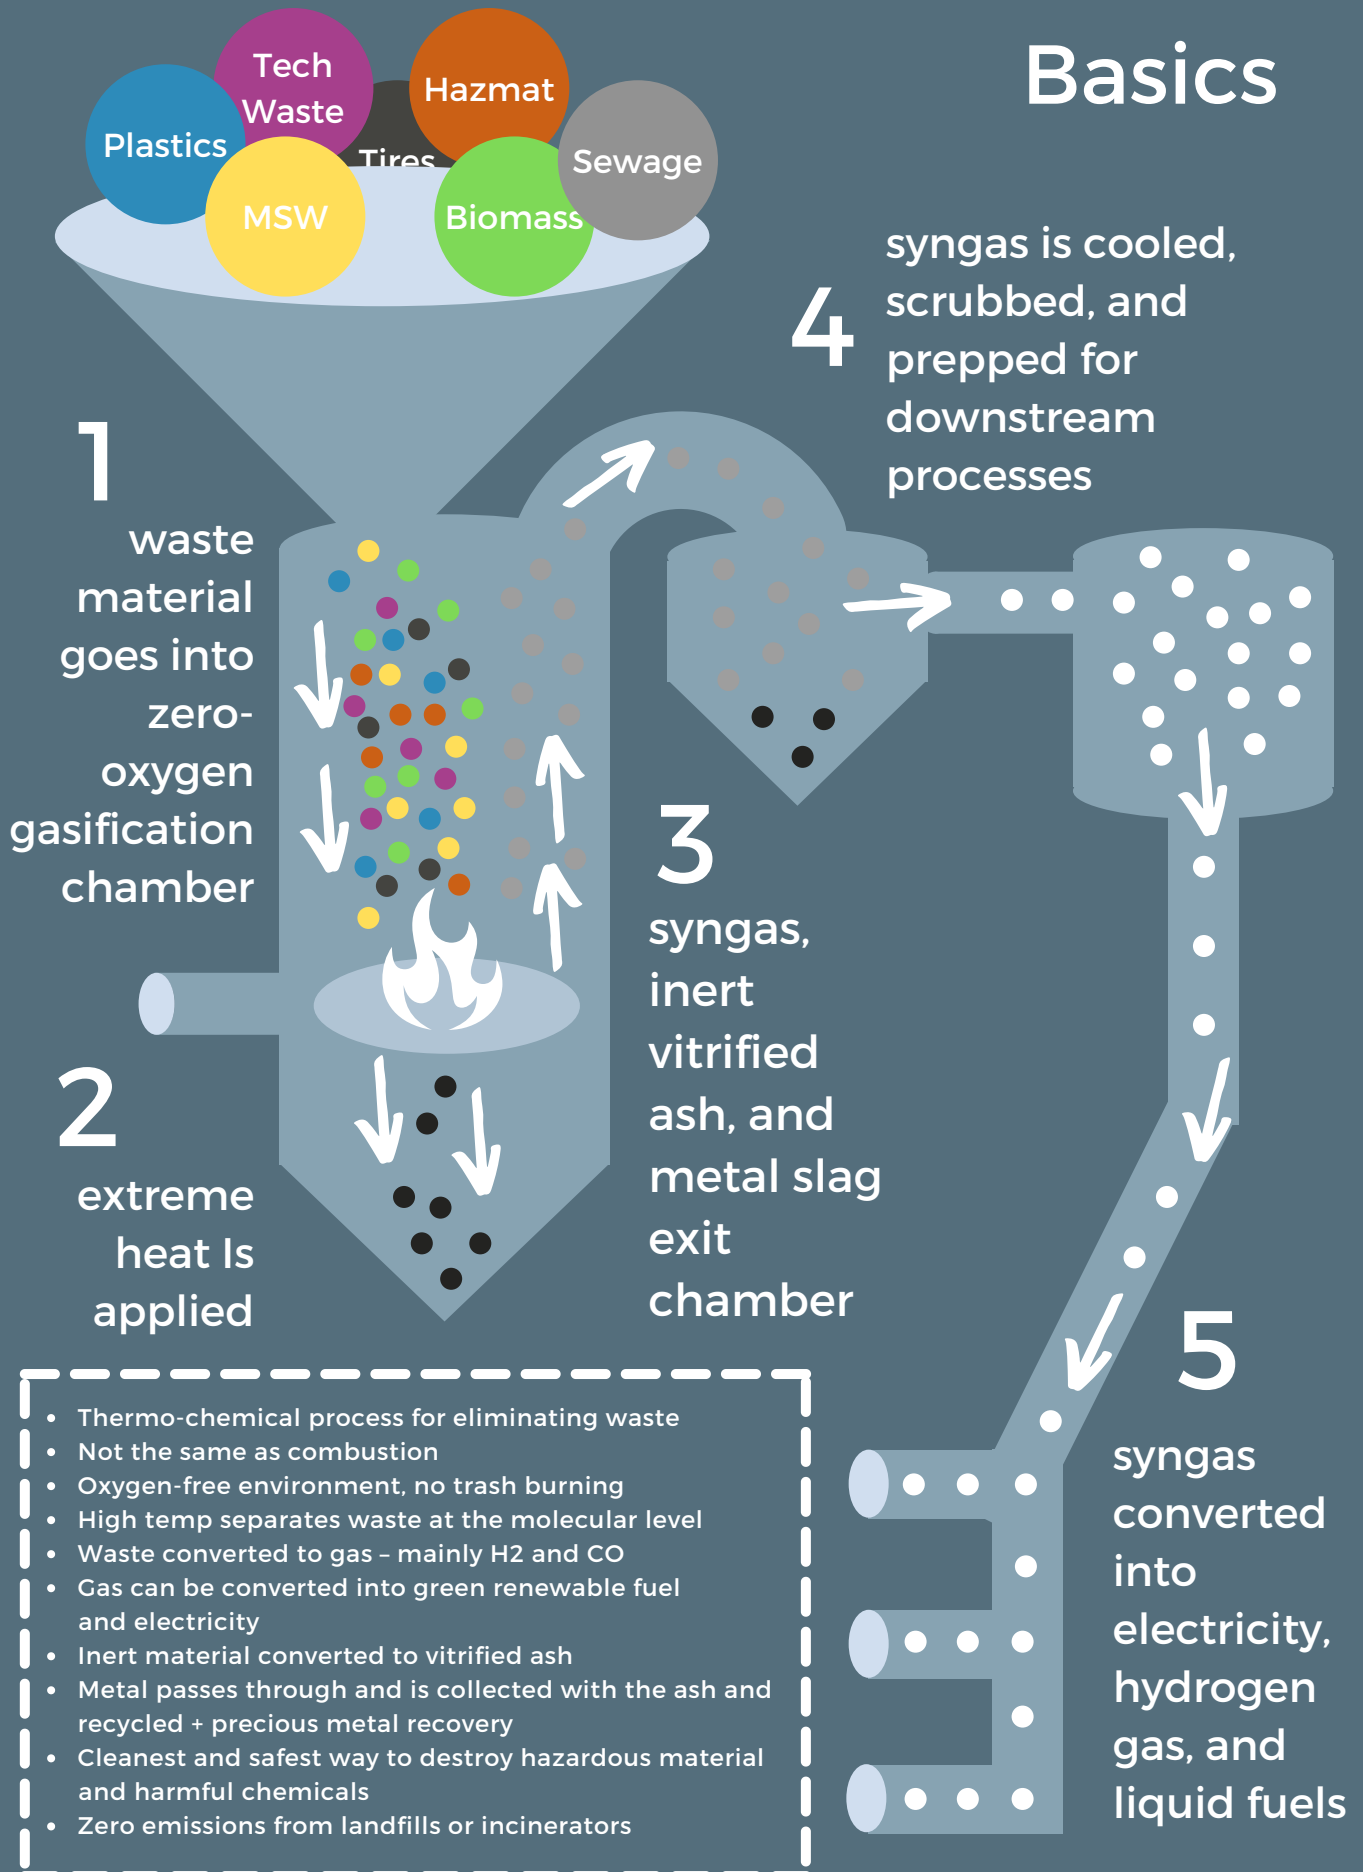 Basics
Tech
Waste
Hazmat
Plastics
Tires
Sewage
MSW
Biomass
1
waste
material
goes into
zero-
oxygen
gasification
chamber
2
extreme
heat Is
applied
3
syngas,
inert
vitrified
ash, and
metal slag
exit
chamber
4
syngas is cooled,
scrubbed, and
prepped for
downstream
processes
5
syngas
converted
into
electricity,
hydrogen
gas, and
liquid fuels
• Thermo-chemical process for eliminating waste
• Not the same as combustion
• Oxygen-free environment, no trash burning
• High temp separates waste at the molecular level
• Waste converted to gas – mainly H2 and CO
• Gas can be converted into green renewable fuel
and electricity
• Inert material converted to vitrified ash
• Metal passes through and is collected with the ash and
recycled + precious metal recovery
• Cleanest and safest way to destroy hazardous material
and harmful chemicals
• Zero emissions from landfills or incinerators